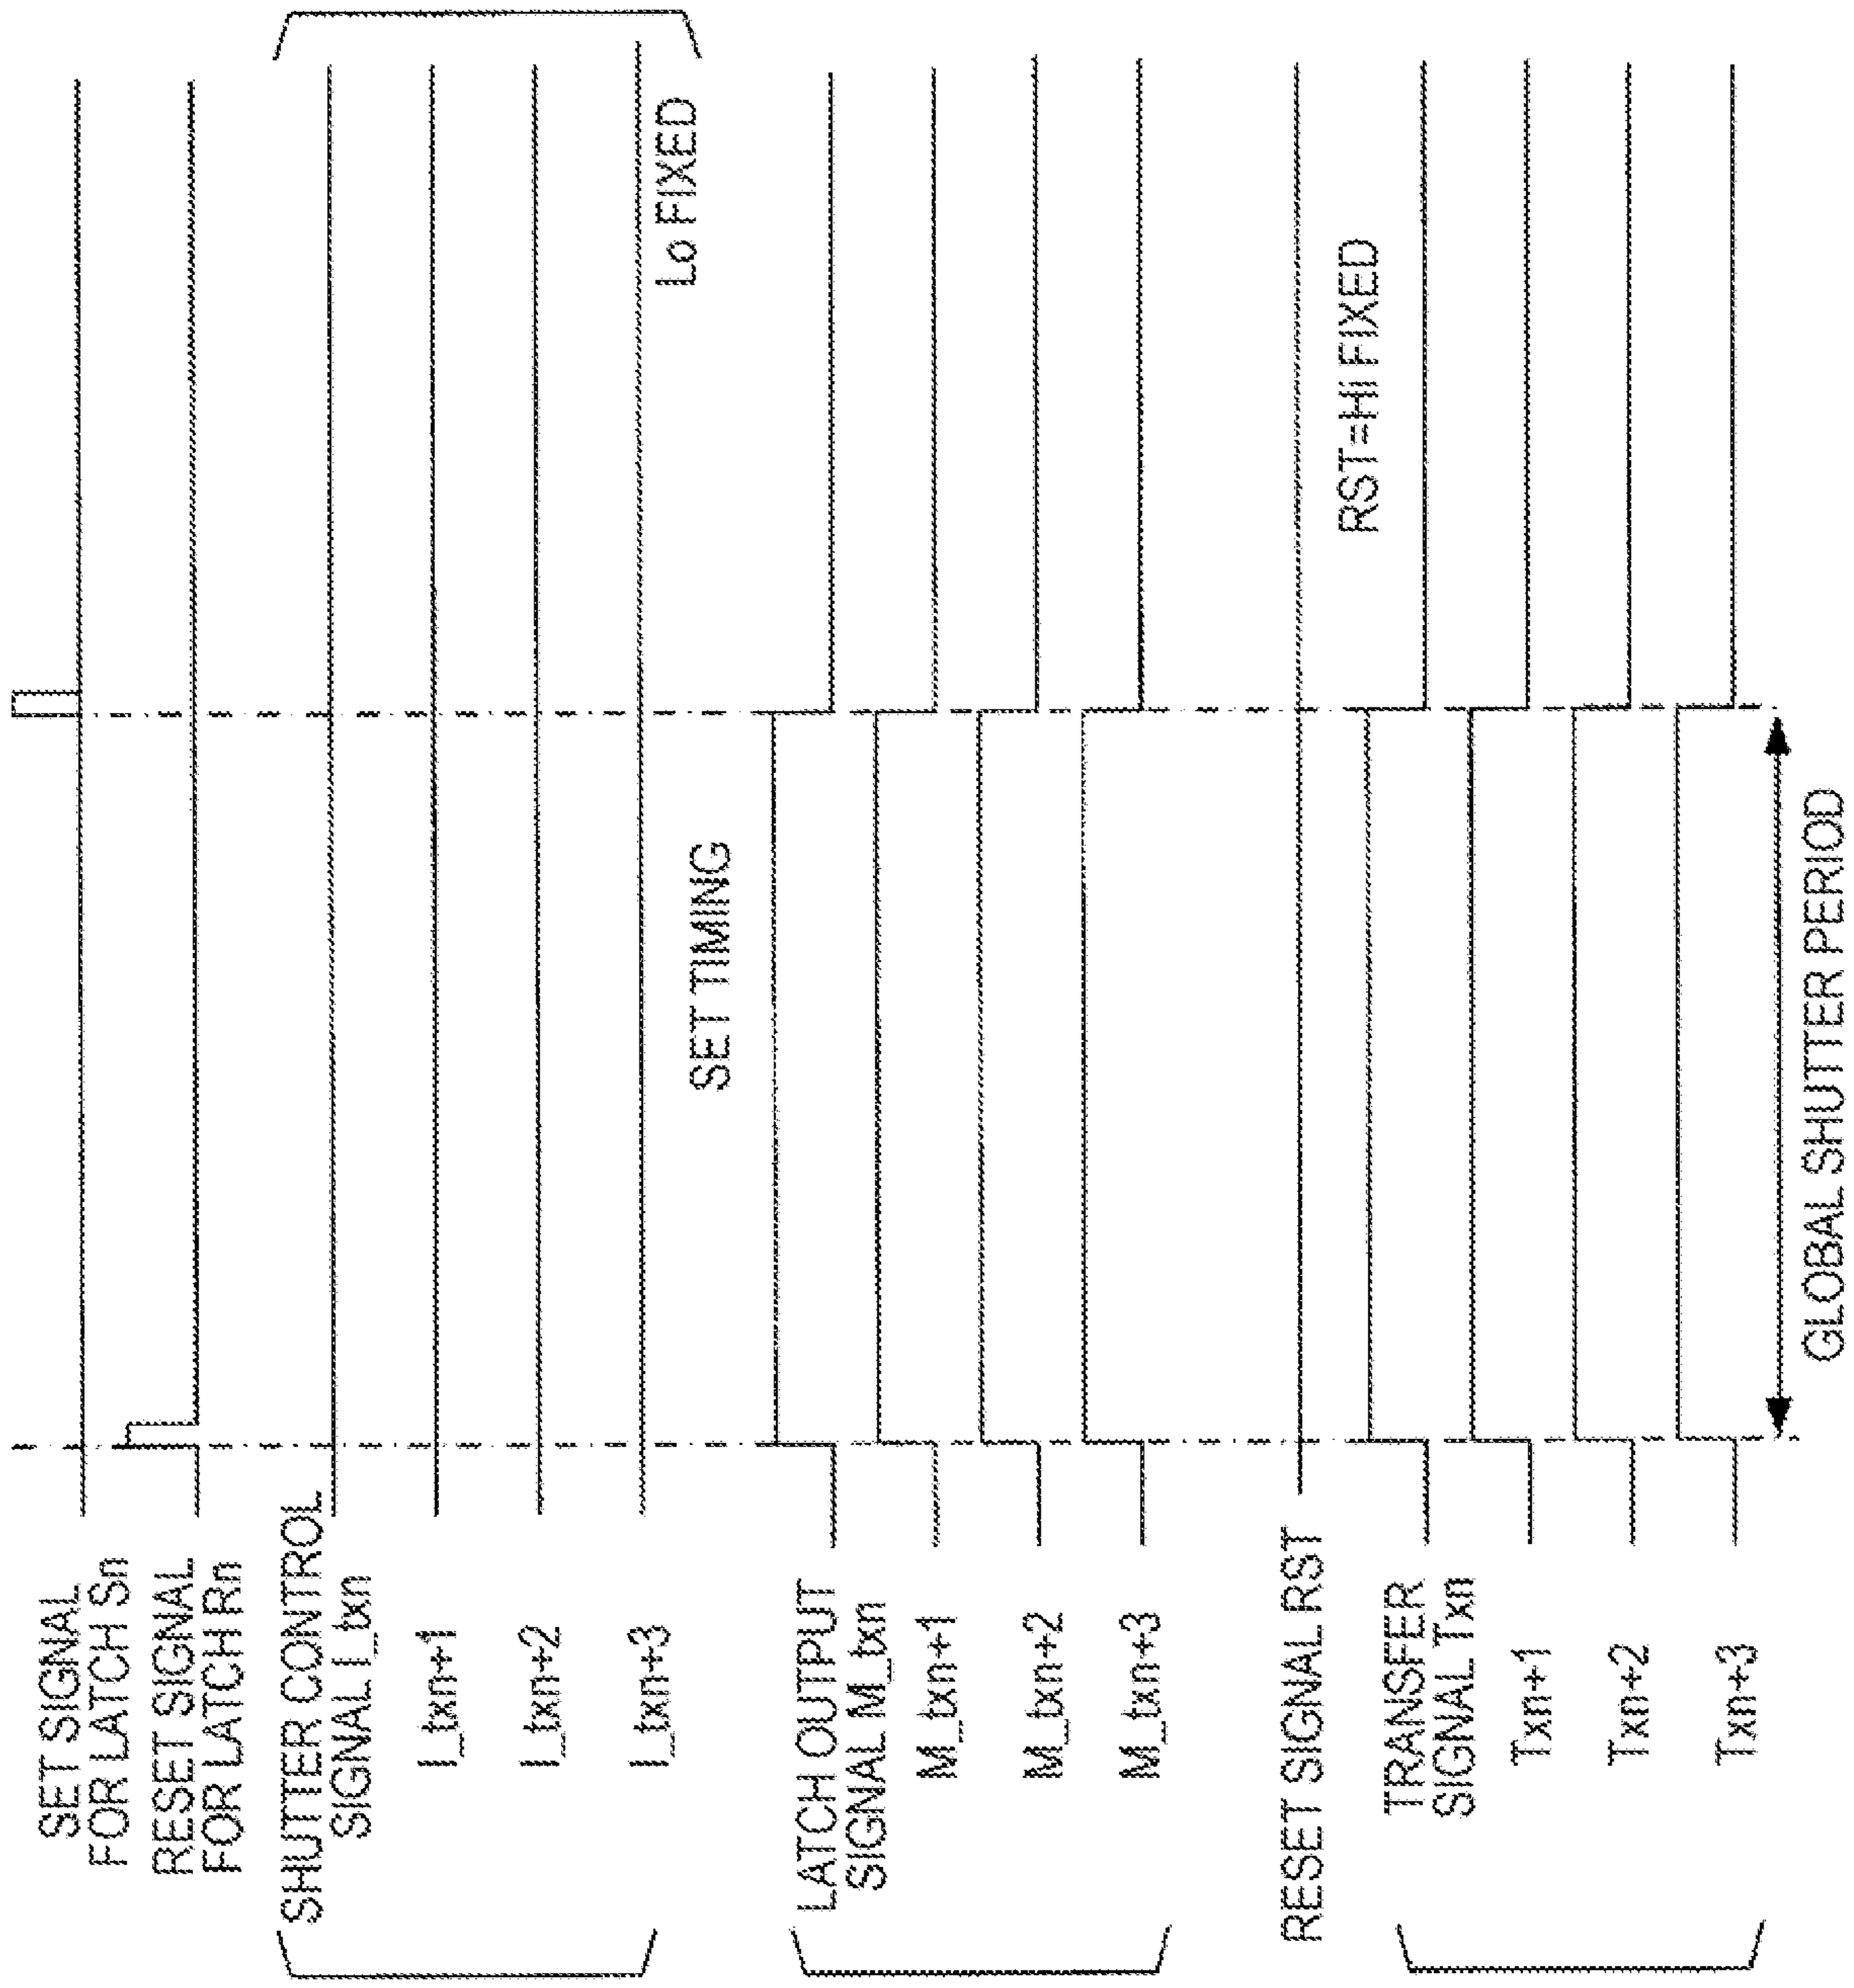 SET SIGNAL
FOR LATCH Sn
RESET SIGNAL
FOR LATCH Rn
SHUTTER CONTROL
SIGNAL I_txn
I_txn+1
I_txn+2
I_txn+3
Lo FIXED
SET TIMING
LATCH OUTPUT
SIGNAL M_txn
M_txn+1
M_txn+2
M_txn+3
RESET SIGNAL RST
RST=Hi FIXED
TRANSFER
SIGNAL Txn
Txn+1
Txn+2
Txn+3
GLOBAL SHUTTER PERIOD